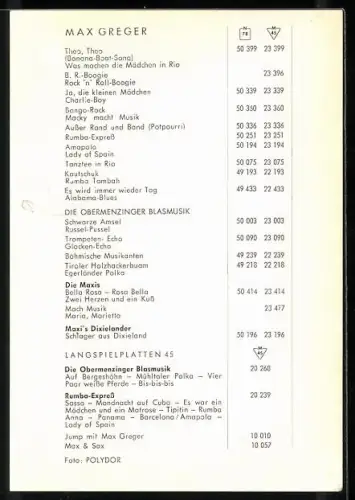 MAX GREGER
N 78 M 45
Theo, Theo 50 399 23 399
(Banana-Boat-Song)
Was machen die Mädchen in Rio
B. R.-Boogie 23 396
Rock 'n' Roll-Boogie
Ja, die kleinen Mädchen 50 339 23 339
Charlie-Boy
Bongo-Rock 50 350 23 360
Macky macht Musik
Außer Rand und Band (Potpourri) 50 336 23 336
Rumba-Expreß 50 251 23 251
Amapola 50 194 23 194
Lady of Spain
Tanztee in Rio 50 075 23 075
Kautschuk 49 193 22 193
Rumba Tambah
Es wird immer wieder Tag 49 433 22 433
Alabama-Blues
DIE OBERMENZINGER BLASMUSIK
Schwarze Amsel 50 003 23 003
Russel-Pussel
Trompeten-Echo 50 090 23 090
Glocken-Echo
Böhmische Musikanten 49 239 22 239
Tiroler Holzhackerbuam 49 218 22 218
Egerländer Polka
Die Maxis
Bella Rosa – Rosa Bella 50 414 23 414
Zwei Herzen und ein Kuß
Mach Musik 23 477
Maria, Marietta
Maxi's Dixielander
Schlager aus Dixieland 50 196 23 196
LANGSPIELPLATTEN 45 45
Die Obermenzinger Blasmusik 20 260
Auf Bergeshöhn – Mühltaler Polka – Vier
Paar weiße Pferde – Bis-bis-bis
Rumba-Expreß 20 239
Sassa – Mondnacht auf Cuba – Es war ein
Mädchen und ein Matrose – Tipitin – Rumba
Anna – Panama – Barcelona/Amapola –
Lady of Spain
Jump mit Max Greger 10 010
Max & Sax 10 057
Foto: POLYDOR